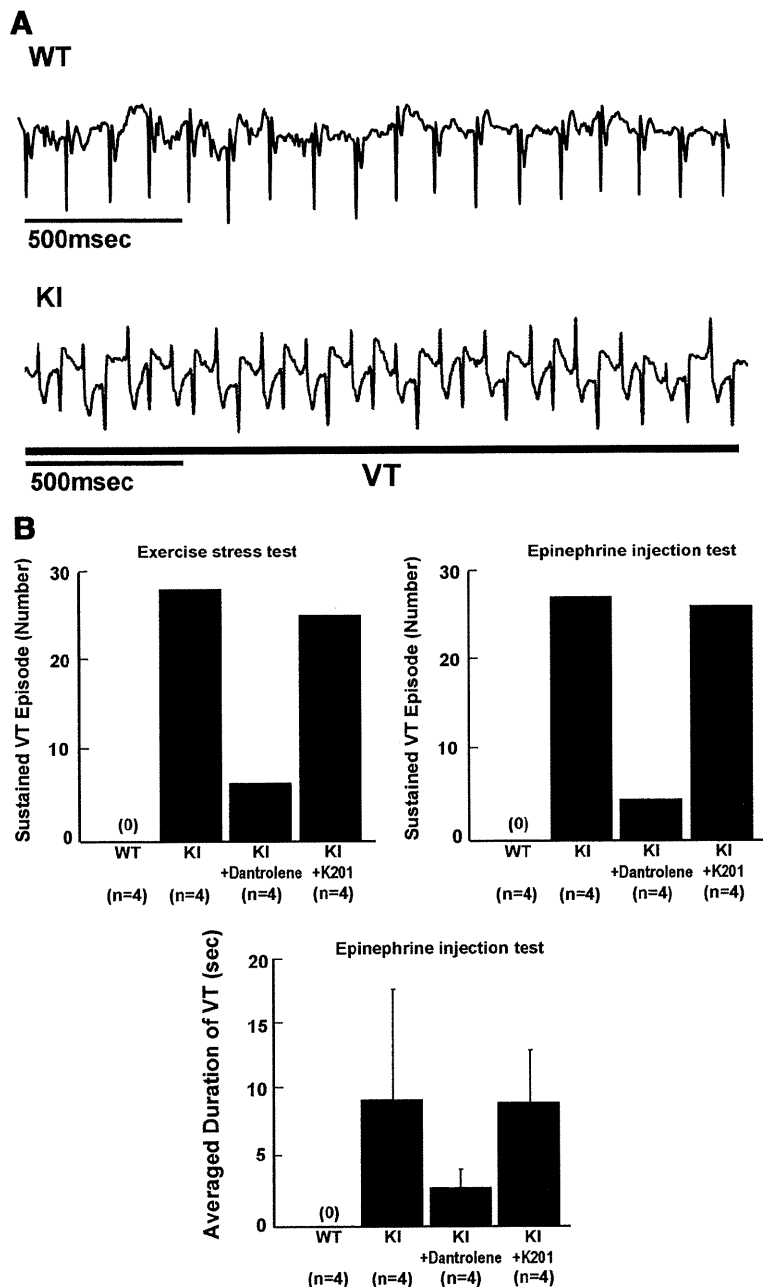 A
WT
500msec
KI
500msec
VT
B
Exercise stress test
Sustained VT Episode (Number)
30
20
10
0
(0)
WT KI KI KI
+Dantrolene +K201
(n=4) (n=4) (n=4) (n=4)
Epinephrine injection test
Sustained VT Episode (Number)
30
20
10
0
(0)
WT KI KI KI
+Dantrolene +K201
(n=4) (n=4) (n=4) (n=4)
Epinephrine injection test
Averaged Duration of VT (sec)
20
15
10
5
0
(0)
WT KI KI KI
+Dantrolene +K201
(n=4) (n=4) (n=4) (n=4)